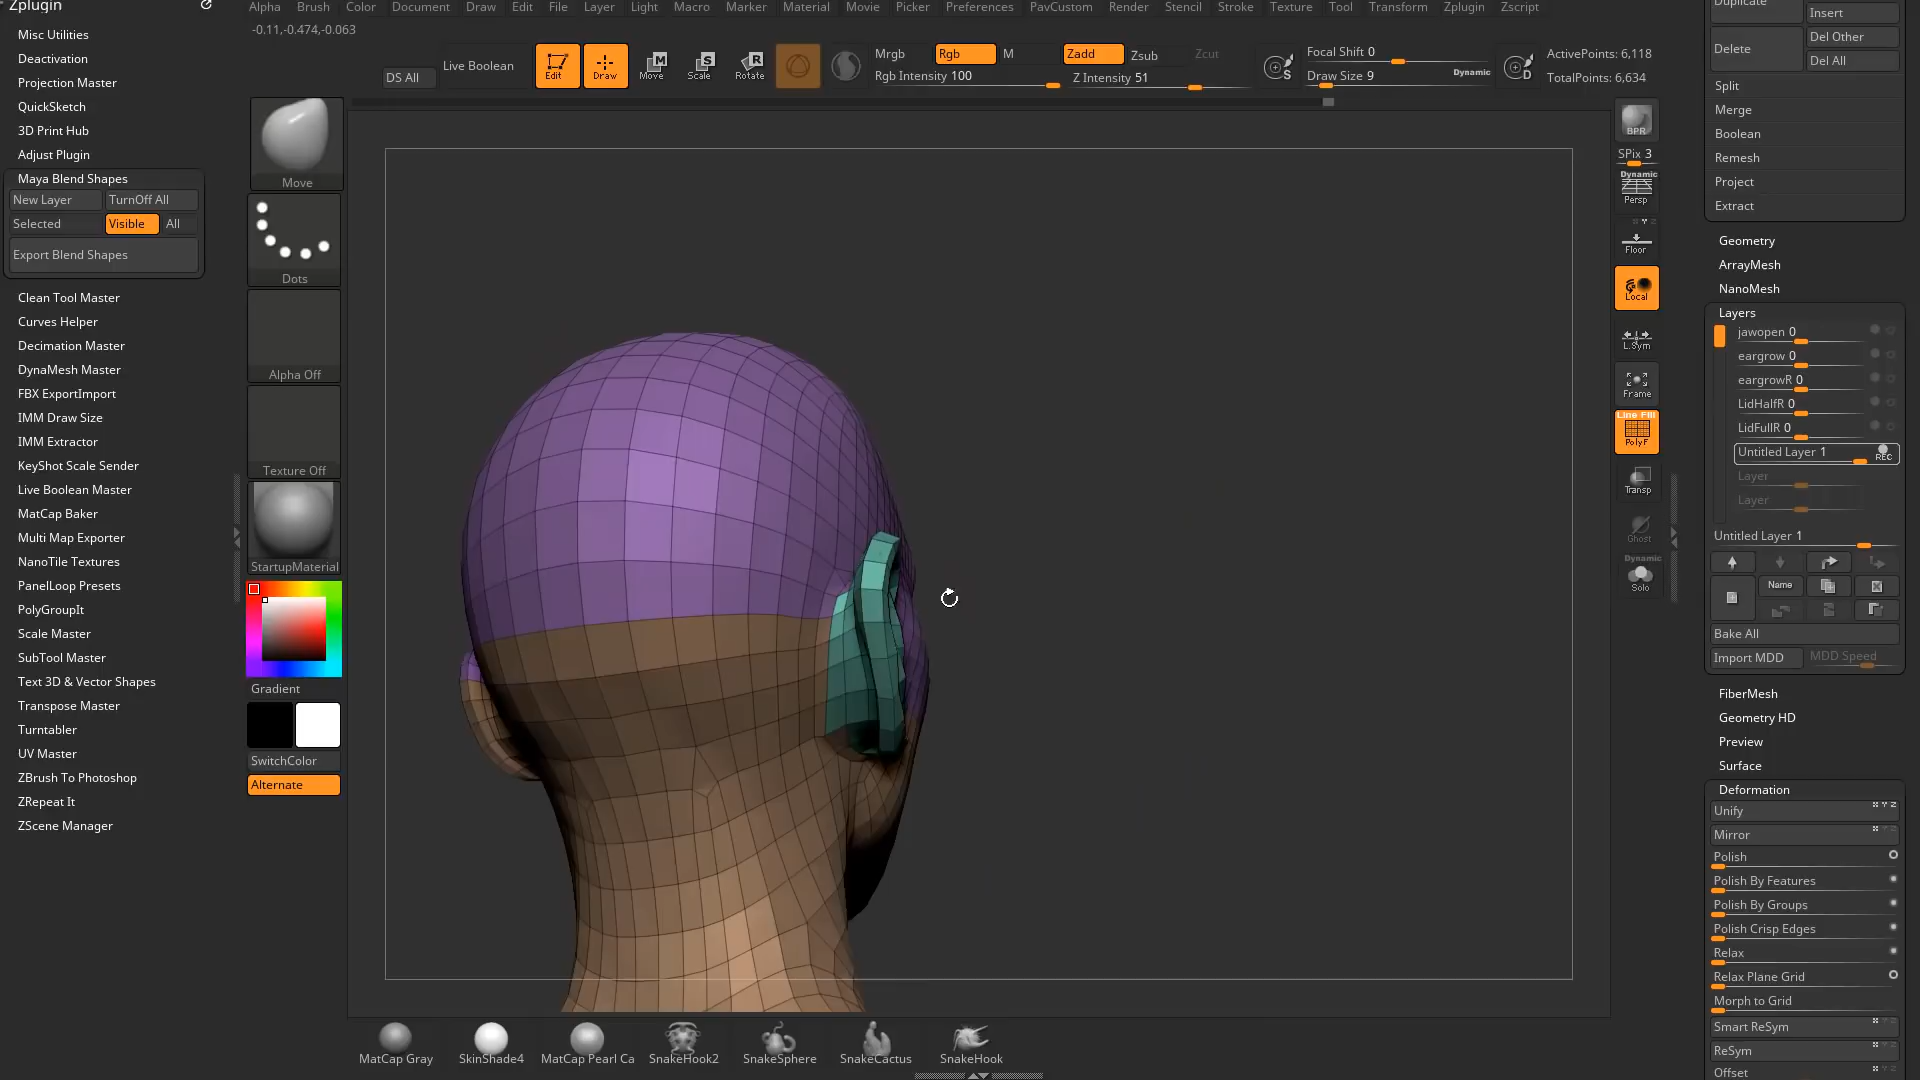 Zplugin
Alpha Brush Color Document Draw Edit File Layer Light Macro Marker Material Movie Picker Preferences PavCustom Render Stencil Stroke Texture Tool Transform Zplugin Zscript
-0.11,-0.474,-0.063
Misc Utilities
Deactivation
Projection Master
QuickSketch
3D Print Hub
Adjust Plugin
Maya Blend Shapes
New Layer TurnOff All
Selected Visible All
Export Blend Shapes
Clean Tool Master
Curves Helper
Decimation Master
DynaMesh Master
FBX ExportImport
IMM Draw Size
IMM Extractor
KeyShot Scale Sender
Live Boolean Master
MatCap Baker
Multi Map Exporter
NanoTile Textures
PanelLoop Presets
PolyGroupIt
Scale Master
SubTool Master
Text 3D & Vector Shapes
Transpose Master
Turntabler
UV Master
ZBrush To Photoshop
ZRepeat It
ZScene Manager
DS All
Live Boolean
Edit
Draw
Move
Scale
Rotate
Mrgb Rgb M
Rgb Intensity 100
Zadd Zsub Zcut
Z Intensity 51
S
Focal Shift 0
Draw Size 9 Dynamic
D
ActivePoints: 6,118
TotalPoints: 6,634
Move
Dots
Alpha Off
Texture Off
StartupMaterial
Gradient
SwitchColor
Alternate
BPR
SPix 3
Dynamic
Persp
Floor
Local
L.Sym
Frame
Line Fill
PolyF
Transp
Ghost
Dynamic
Solo
MatCap Gray SkinShade4 MatCap Pearl Ca SnakeHook2 SnakeSphere SnakeCactus SnakeHook
Duplicate Insert
Delete Del Other
Del All
Split
Merge
Boolean
Remesh
Project
Extract
Geometry
ArrayMesh
NanoMesh
Layers
jawopen 0
eargrow 0
eargrowR 0
LidHalfR 0
LidFullR 0
Untitled Layer 1 REC
Layer
Layer
Untitled Layer 1
Name
Bake All
Import MDD MDD Speed
FiberMesh
Geometry HD
Preview
Surface
Deformation
Unify
Mirror
Polish
Polish By Features
Polish By Groups
Polish Crisp Edges
Relax
Relax Plane Grid
Morph to Grid
Smart ReSym
ReSym
Offset